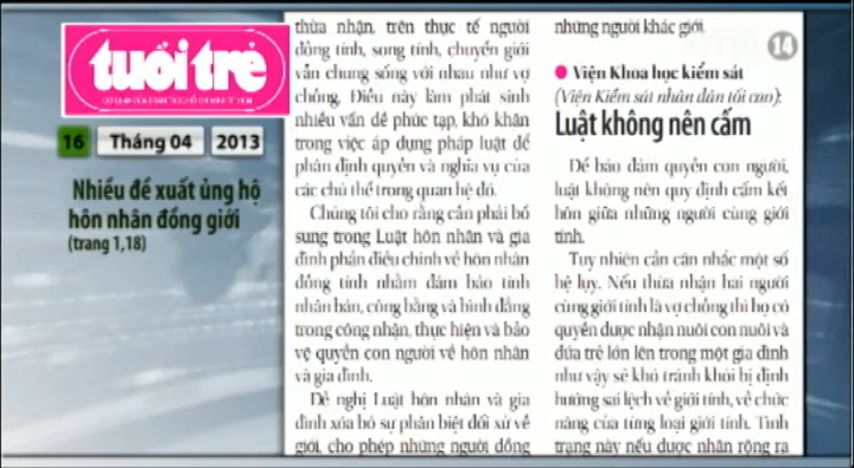 tuổi trẻ
16 Tháng 04 2013
Nhiều đề xuất ủng hộ
hôn nhân đồng giới
(trang 1,18)
thừa nhận, trên thực tế người
đồng tính, song tính, chuyển giới
vẫn chung sống với nhau như vợ
chồng. Điều này làm phát sinh
nhiều vấn đề phức tạp, khó khăn
trong việc áp dụng pháp luật để
phân định quyền và nghĩa vụ của
các chủ thể trong quan hệ đó.
Chúng tôi cho rằng cần phải bổ
sung trong Luật hôn nhân và gia
đình phần điều chỉnh về hôn nhân
đồng tính nhằm đảm bảo tính
nhân bản, công bằng và bình đẳng
trong công nhận, thực hiện và bảo
vệ quyền con người về hôn nhân
và gia đình.
Đề nghị Luật hôn nhân và gia
đình xóa bỏ sự phân biệt đối xử về
giới, cho phép những người đồng
những người khác giới.
14
● Viện Khoa học kiểm sát
(Viện Kiểm sát nhân dân tối cao):
Luật không nên cấm
Để bảo đảm quyền con người,
luật không nên quy định cấm kết
hôn giữa những người cùng giới
tính.
Tuy nhiên cần cân nhắc một số
hệ lụy. Nếu thừa nhận hai người
cùng giới tính là vợ chồng thì họ có
quyền được nhận nuôi con nuôi và
đứa trẻ lớn lên trong một gia đình
như vậy sẽ khó tránh khỏi bị định
hướng sai lệch về giới tính, về chức
năng của từng loại giới tính. Tình
trạng này nếu được nhân rộng ra